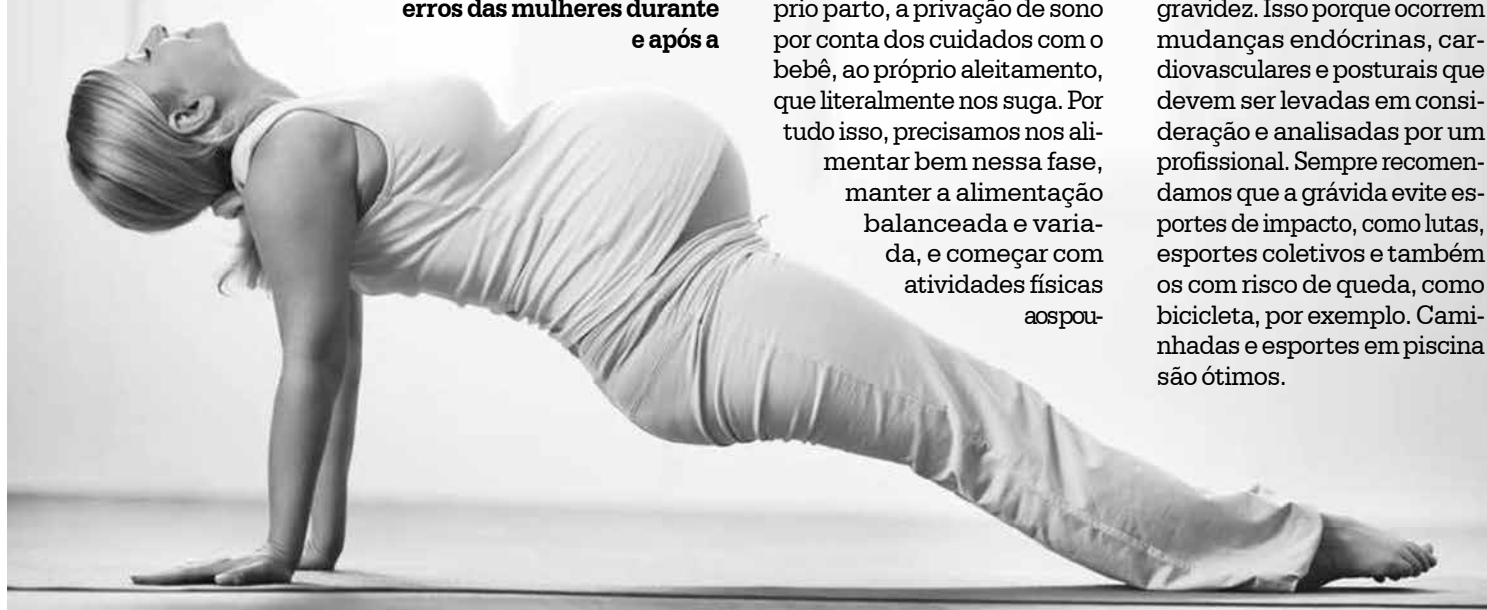 erros das mulheres durante
e após a
prio parto, a privação de sono
por conta dos cuidados com o
bebê, ao próprio aleitamento,
que literalmente nos suga. Por
tudo isso, precisamos nos ali-
mentar bem nessa fase,
manter a alimentação
balanceada e varia-
da, e começar com
atividades físicas
aos pou-
gravidez. Isso porque ocorrem
mudanças endócrinas, car-
diovasculares e posturais que
devem ser levadas em consi-
deração e analisadas por um
profissional. Sempre recomen-
damos que a grávida evite es-
portes de impacto, como lutas,
esportes coletivos e também
os com risco de queda, como
bicicleta, por exemplo. Cami-
nhadas e esportes em piscina
são ótimos.